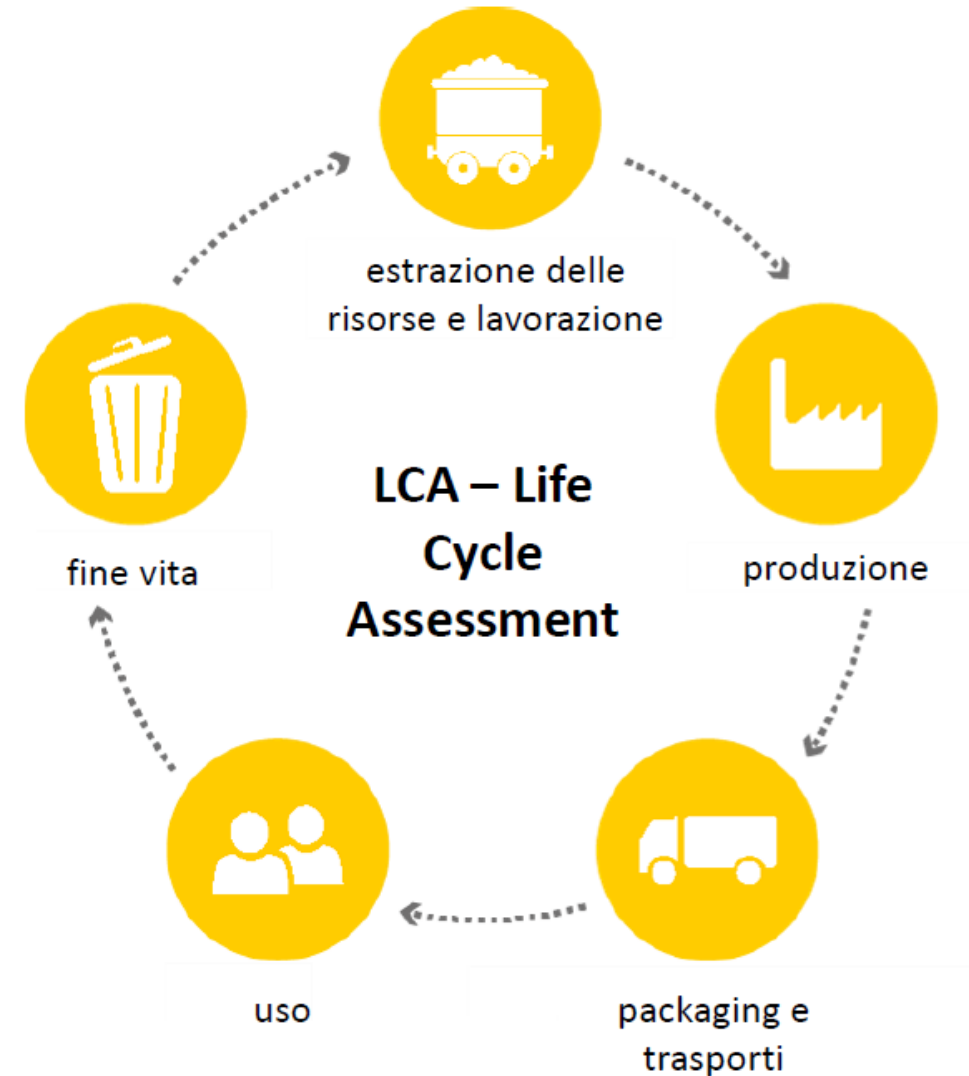 estrazione delle
risorse e lavorazione
produzione
packaging e
trasporti
uso
fine vita
LCA – Life
Cycle
Assessment